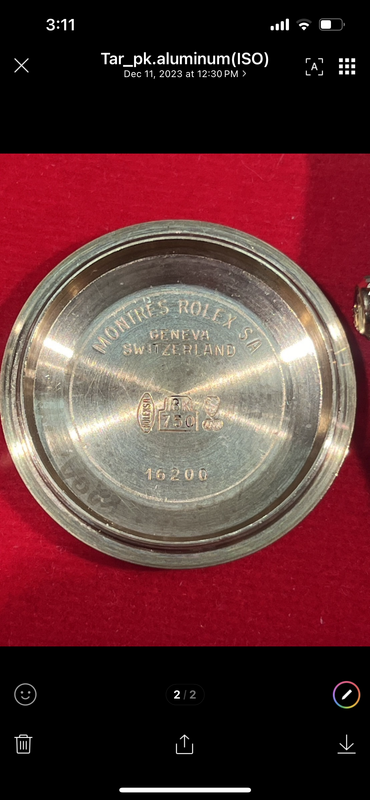 3:11
Tar_pk.aluminum(ISO)
Dec 11, 2023 at 12:30 PM >
A
MONTRES ROLEX S/A
GENEVA
SWITZERLAND
750
16200
2 / 2